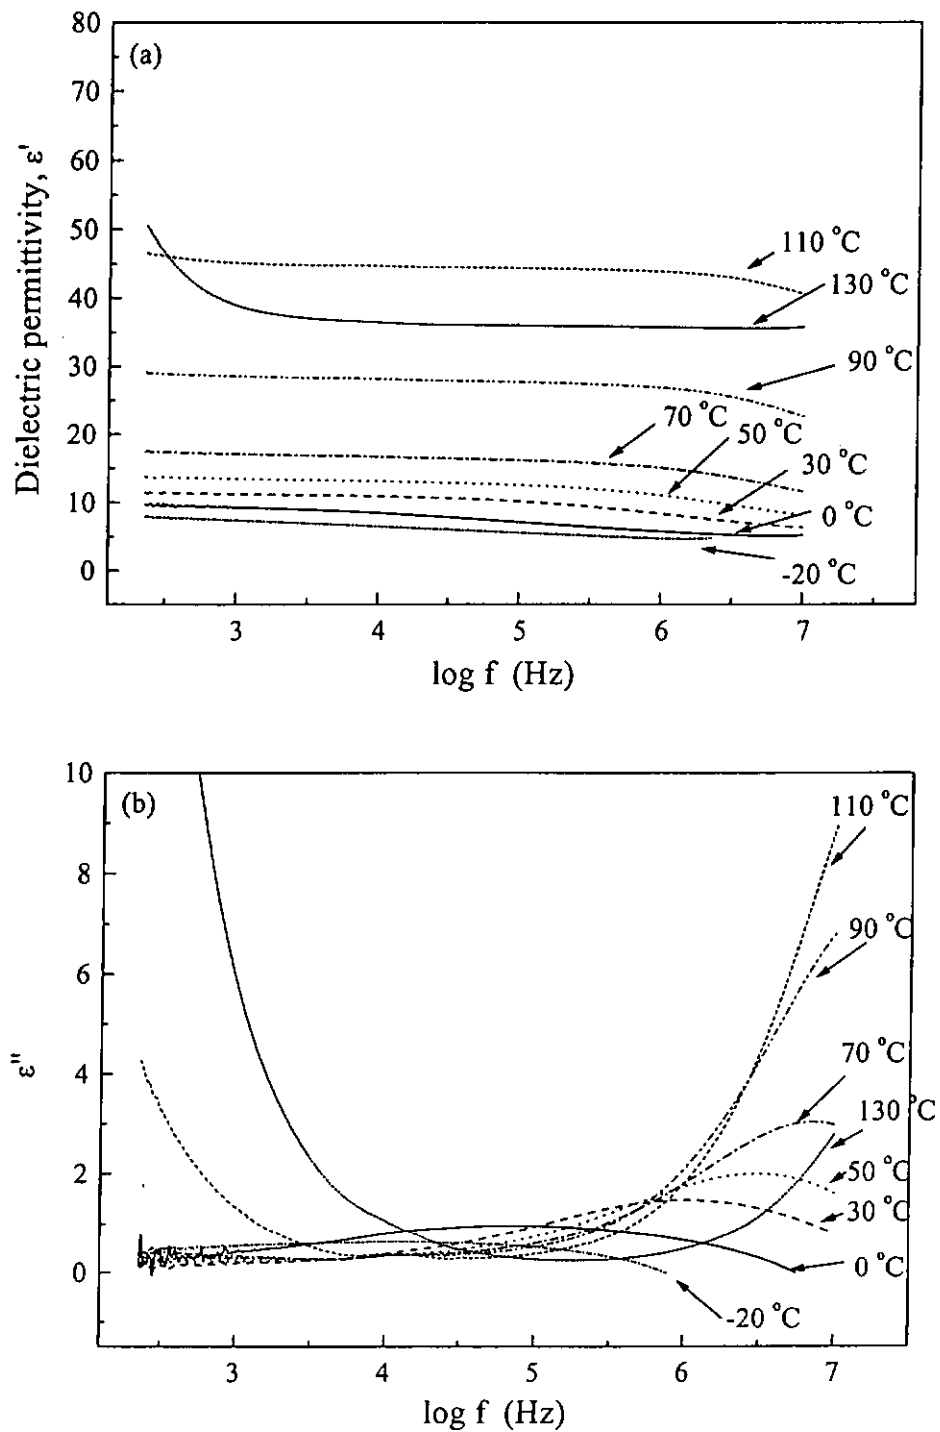 (a)
80
70
60
50
40
30
20
10
0
Dielectric permittivity, ε'
110 °C
130 °C
90 °C
70 °C
50 °C
30 °C
0 °C
-20 °C
3 4 5 6 7
log f (Hz)
(b)
10
8
6
4
2
0
ε"
110 °C
90 °C
70 °C
130 °C
50 °C
30 °C
0 °C
-20 °C
3 4 5 6 7
log f (Hz)